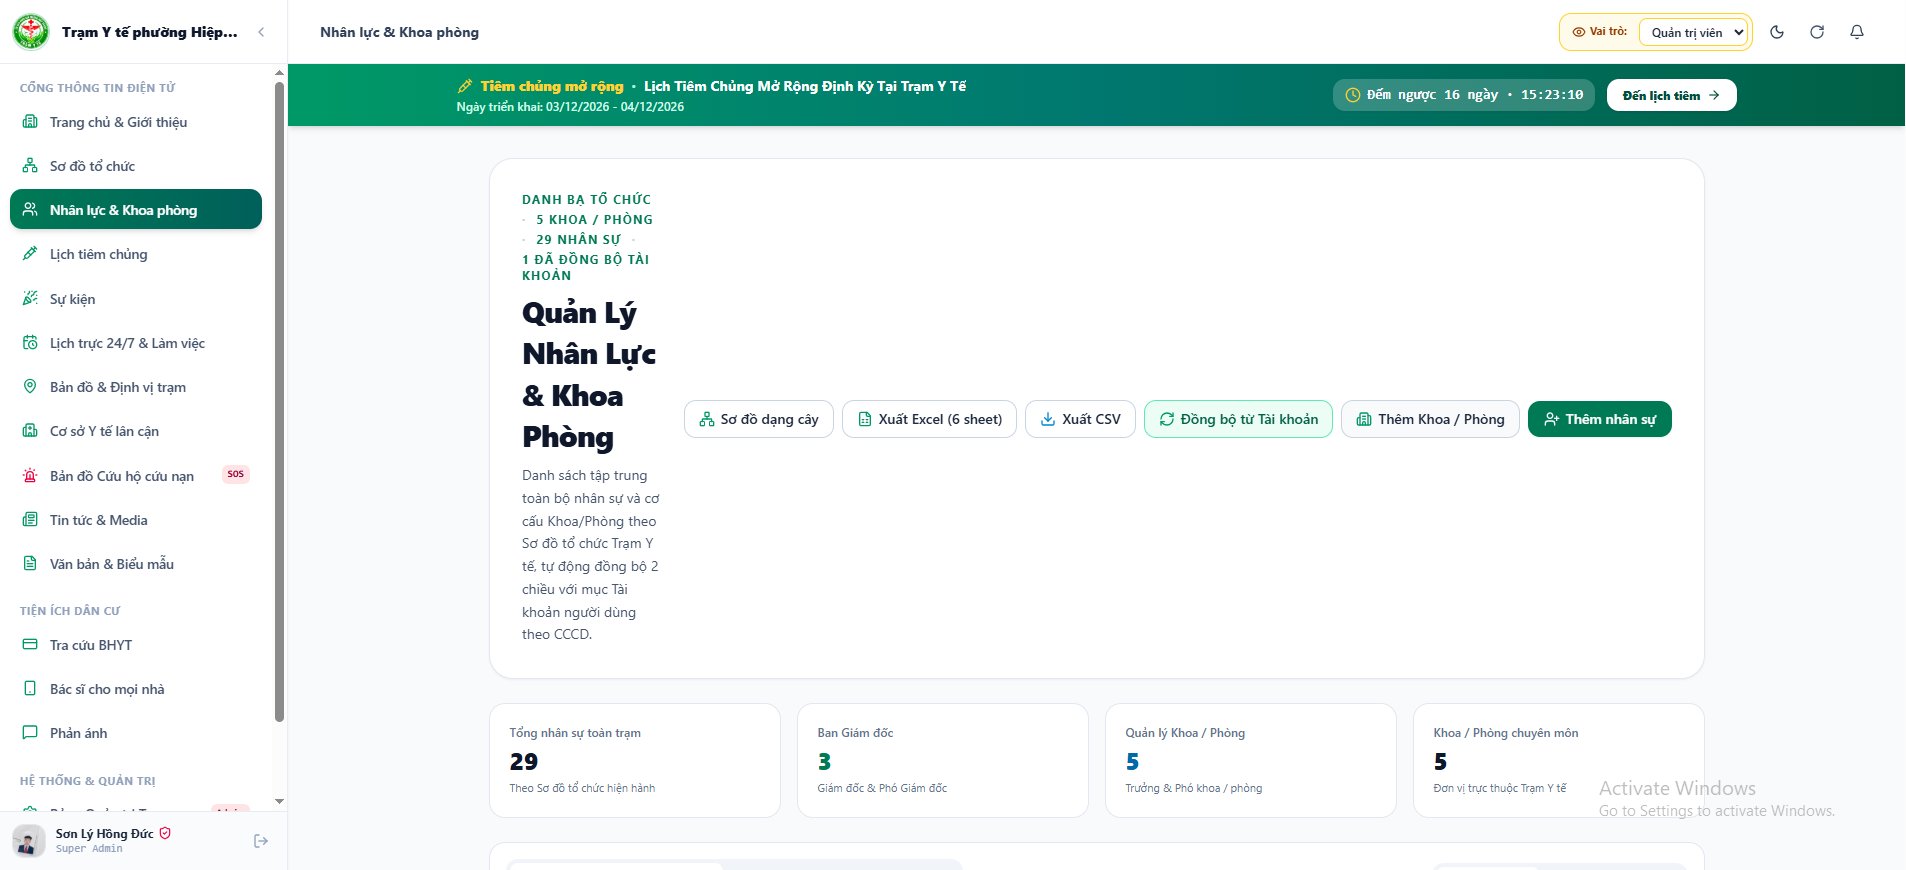 Trạm Y tế phường Hiệp...
CỔNG THÔNG TIN ĐIỆN TỬ
Trang chủ & Giới thiệu
Sơ đồ tổ chức
Nhân lực & Khoa phòng
Lịch tiêm chủng
Sự kiện
Lịch trực 24/7 & Làm việc
Bản đồ & Định vị trạm
Cơ sở Y tế lân cận
Bản đồ Cứu hộ cứu nạn SOS
Tin tức & Media
Văn bản & Biểu mẫu
TIỆN ÍCH DÂN CƯ
Tra cứu BHYT
Bác sĩ cho mọi nhà
Phản ánh
HỆ THỐNG & QUẢN TRỊ
Sơn Lý Hồng Đức
Super Admin
Nhân lực & Khoa phòng
Vai trò: Quản trị viên
Tiêm chủng mở rộng • Lịch Tiêm Chủng Mở Rộng Định Kỳ Tại Trạm Y Tế
Ngày triển khai: 03/12/2026 - 04/12/2026
Đếm ngược 16 ngày • 15:23:10
Đến lịch tiêm →
DANH BẠ TỔ CHỨC
· 5 KHOA / PHÒNG
· 29 NHÂN SỰ ·
1 ĐÃ ĐỒNG BỘ TÀI
KHOẢN
Quản Lý
Nhân Lực
& Khoa
Phòng
Danh sách tập trung
toàn bộ nhân sự và cơ
cấu Khoa/Phòng theo
Sơ đồ tổ chức Trạm Y
tế, tự động đồng bộ 2
chiều với mục Tài
khoản người dùng
theo CCCD.
Sơ đồ dạng cây
Xuất Excel (6 sheet)
Xuất CSV
Đồng bộ từ Tài khoản
Thêm Khoa / Phòng
Thêm nhân sự
Tổng nhân sự toàn trạm
29
Theo Sơ đồ tổ chức hiện hành
Ban Giám đốc
3
Giám đốc & Phó Giám đốc
Quản lý Khoa / Phòng
5
Trưởng & Phó khoa / phòng
Khoa / Phòng chuyên môn
5
Đơn vị trực thuộc Trạm Y tế
Activate Windows
Go to Settings to activate Windows.